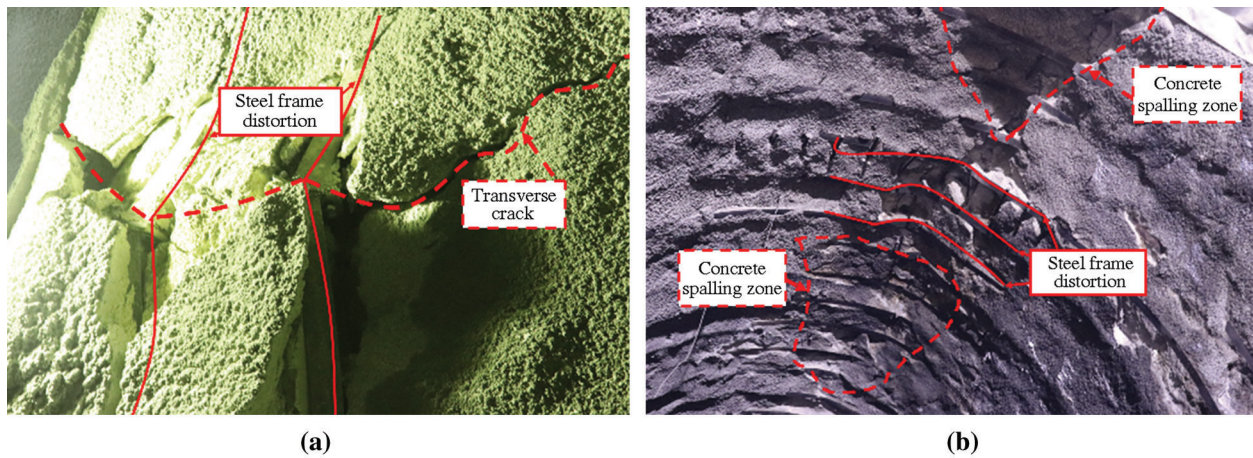 Steel frame
distortion
Transverse
crack
Concrete
spalling zone
Concrete
spalling zone
Steel frame
distortion
(a)
(b)